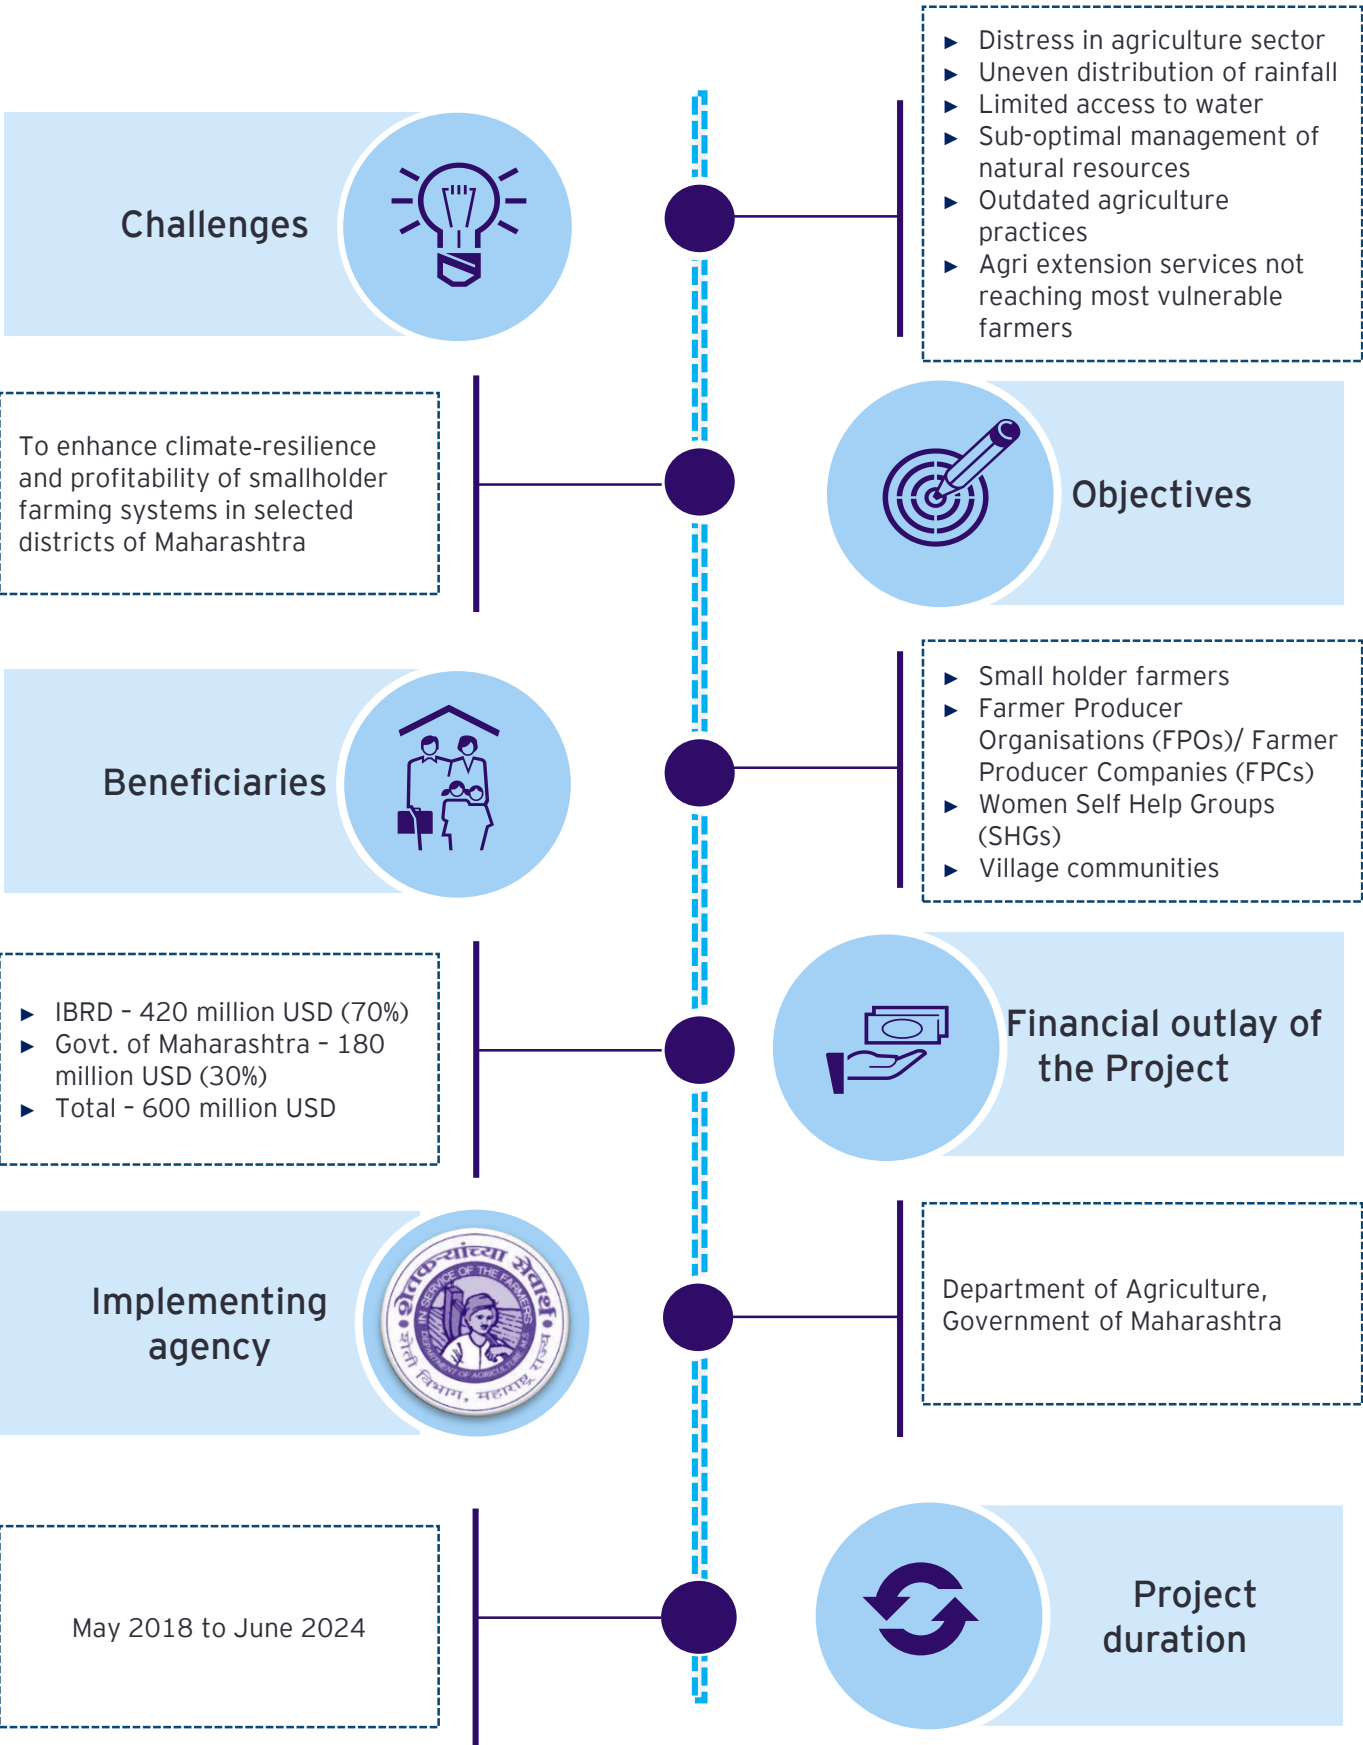 Challenges
► Distress in agriculture sector
► Uneven distribution of rainfall
► Limited access to water
► Sub-optimal management of
natural resources
► Outdated agriculture
practices
► Agri extension services not
reaching most vulnerable
farmers
Objectives
To enhance climate-resilience
and profitability of smallholder
farming systems in selected
districts of Maharashtra
Beneficiaries
► Small holder farmers
► Farmer Producer
Organisations (FPOs)/ Farmer
Producer Companies (FPCs)
► Women Self Help Groups
(SHGs)
► Village communities
Financial outlay of
the Project
► IBRD – 420 million USD (70%)
► Govt. of Maharashtra – 180
million USD (30%)
► Total – 600 million USD
Implementing
agency
शेतकऱ्यांच्या सेवार्थ
IN SERVICE OF THE FARMERS
DEPARTMENT OF AGRICULTURE M.S.
शेती विभाग, महाराष्ट्र राज्य
Department of Agriculture,
Government of Maharashtra
Project
duration
May 2018 to June 2024